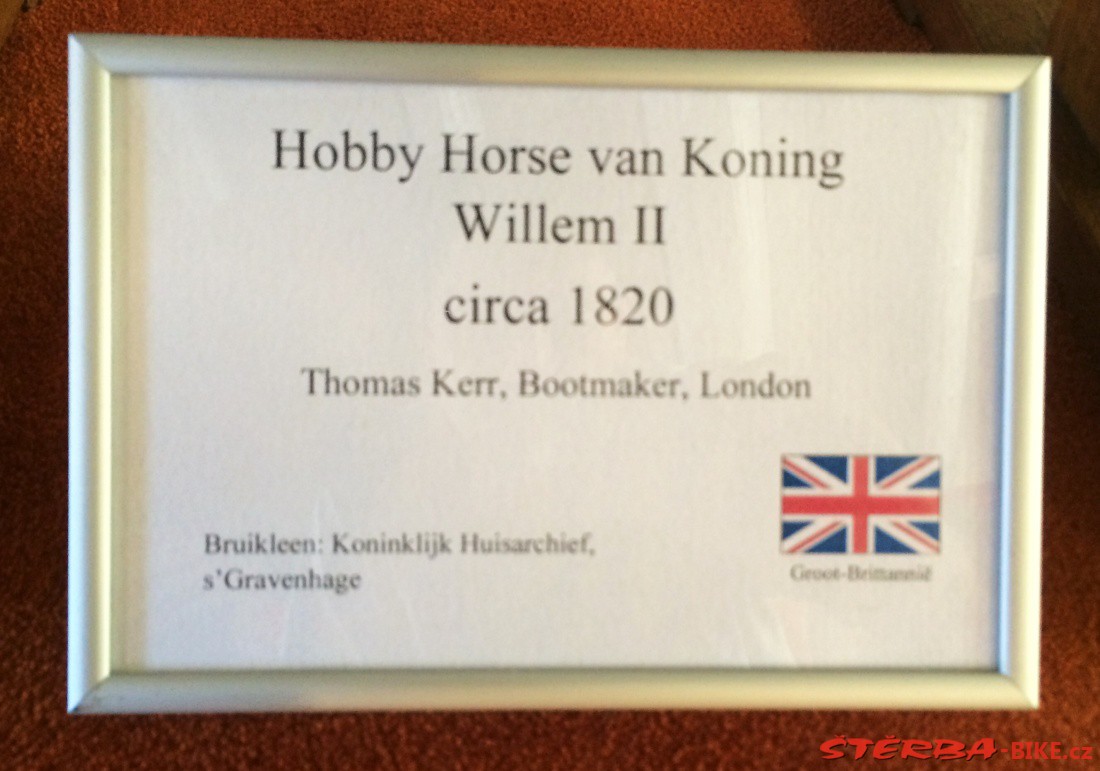 Hobby Horse van Koning
Willem II
circa 1820
Thomas Kerr, Bootmaker, London
Bruikleen: Koninklijk Huisarchief,
s'Gravenhage
Groot-Brittannië
ŠTĚRBA-BIKE.cz